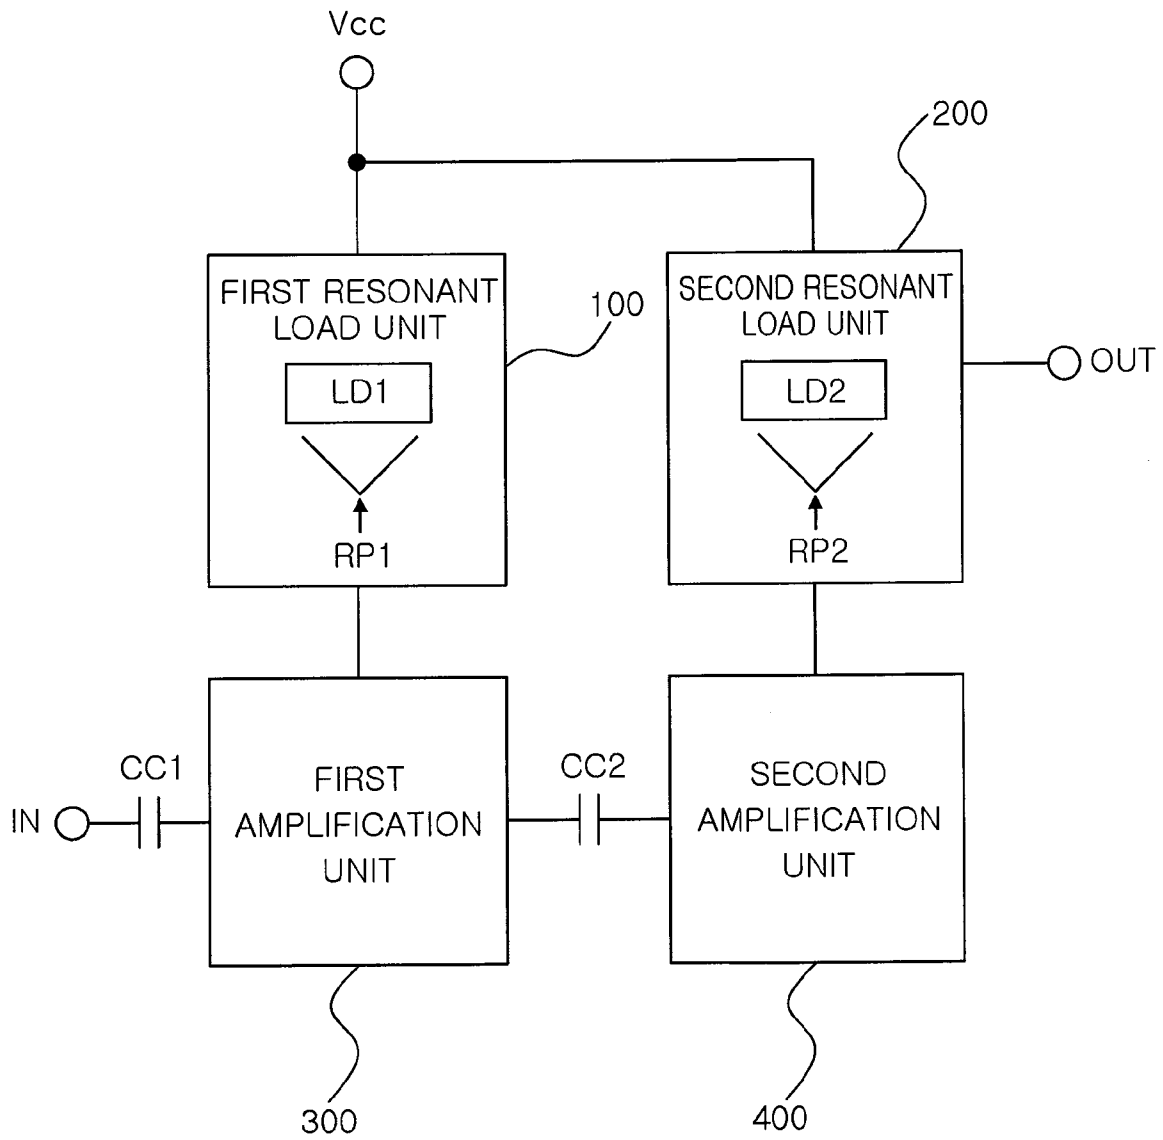 Vcc
200
FIRST RESONANT
LOAD UNIT
LD1
RP1
100
SECOND RESONANT
LOAD UNIT
LD2
RP2
OUT
IN
CC1
FIRST
AMPLIFICATION
UNIT
CC2
SECOND
AMPLIFICATION
UNIT
300
400